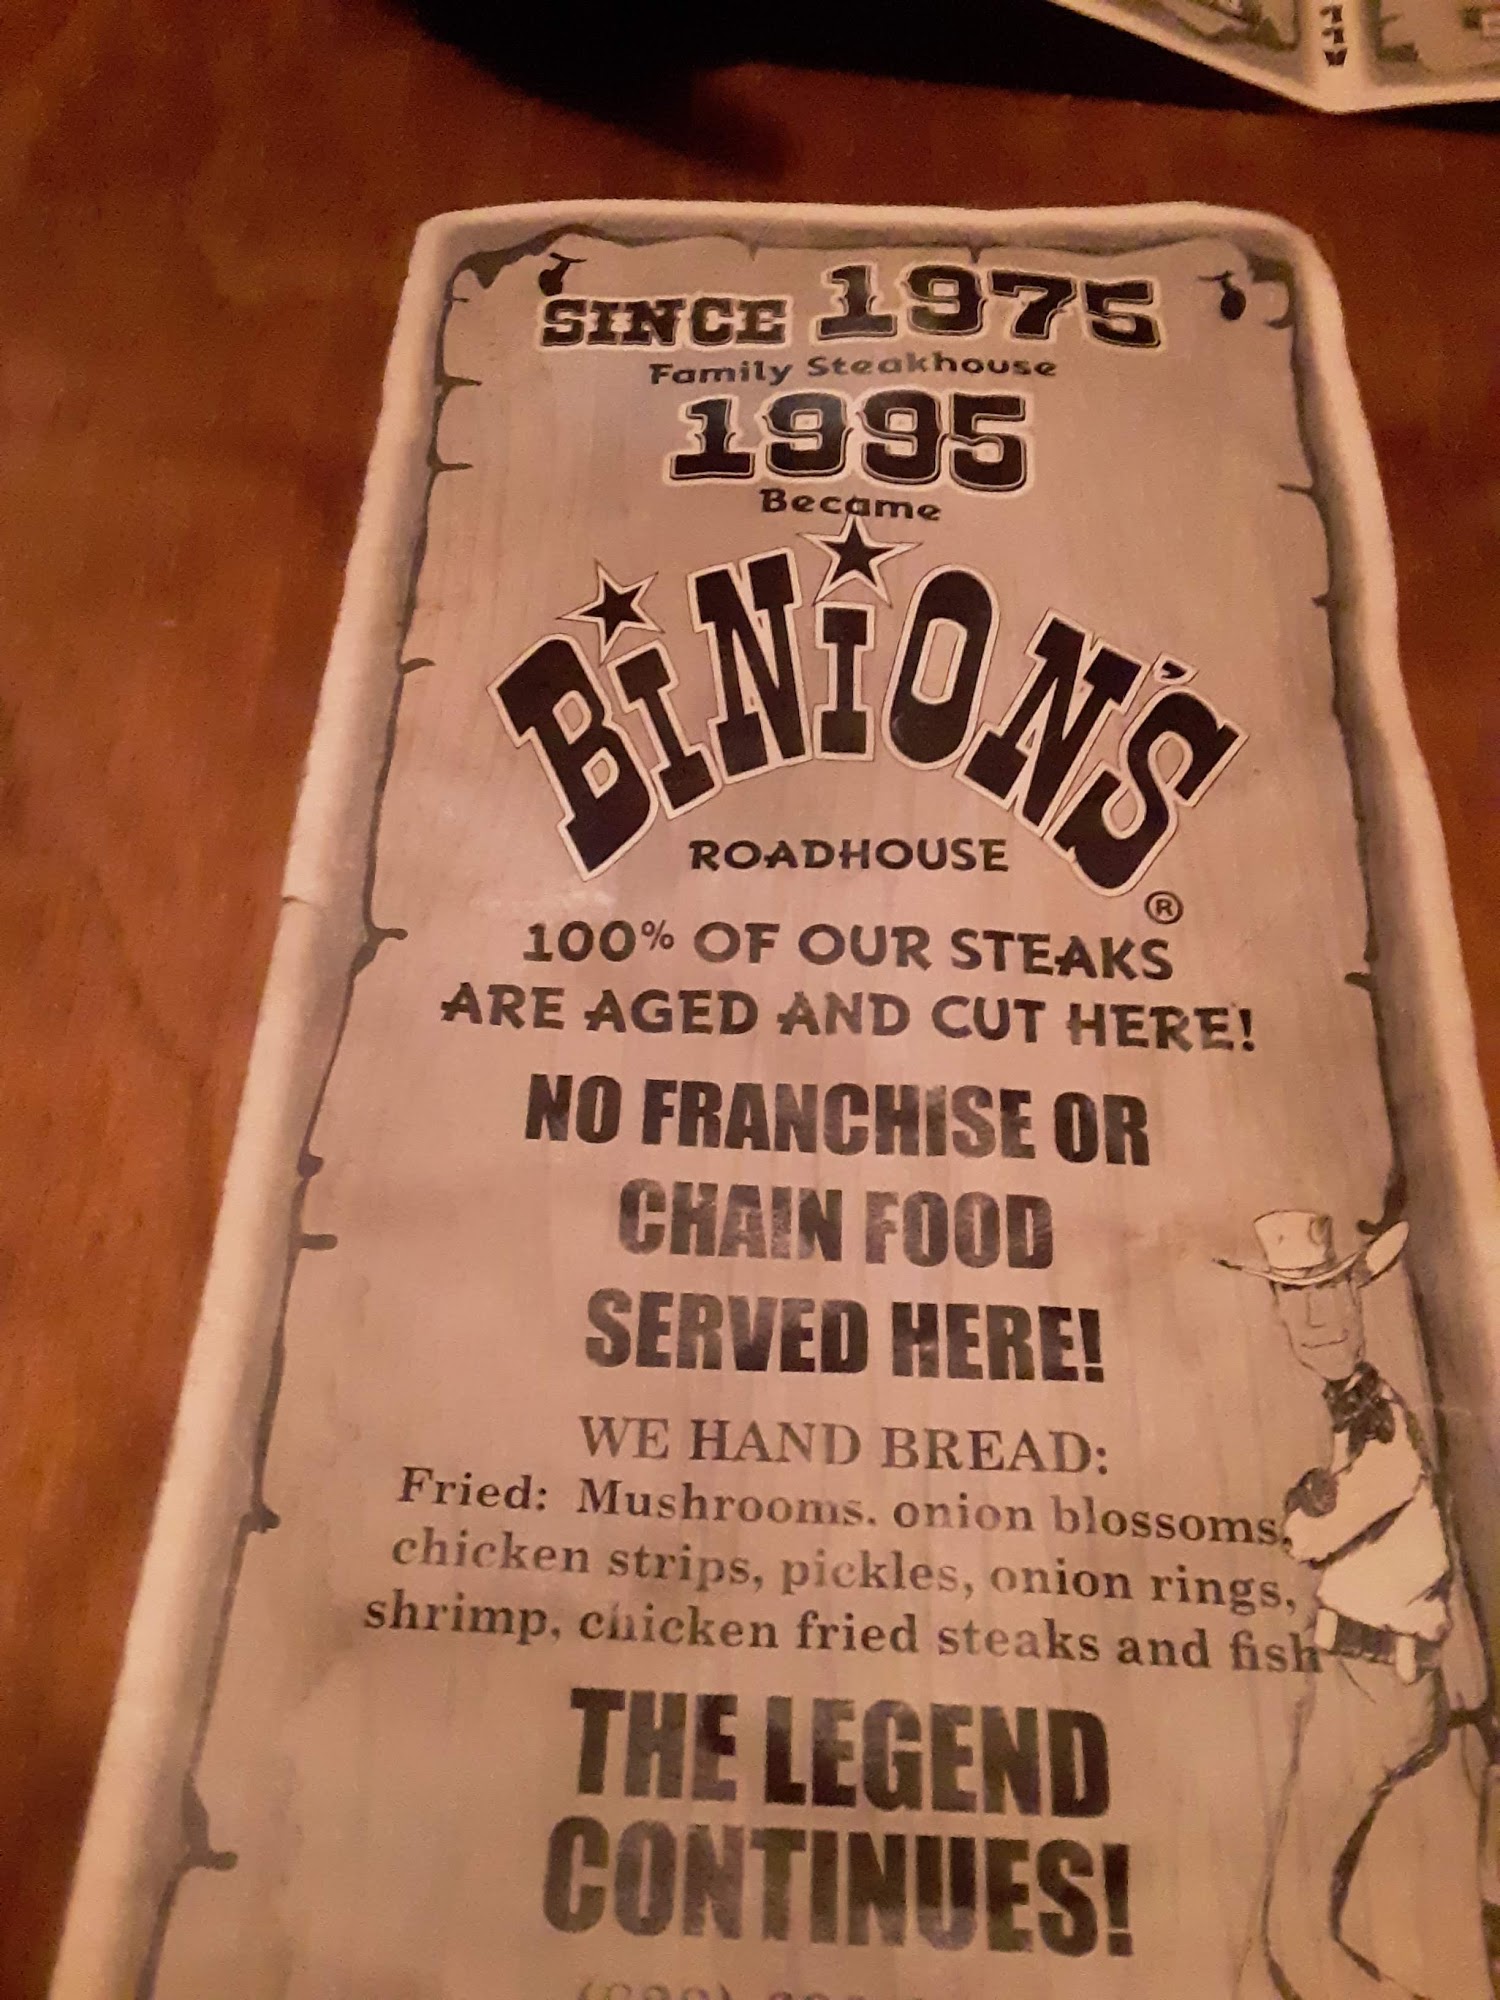 SINCE 1975
Family Steakhouse
1995
Became
BiNiON'S
ROADHOUSE
®
100% OF OUR STEAKS
ARE AGED AND CUT HERE!
NO FRANCHISE OR
CHAIN FOOD
SERVED HERE!
WE HAND BREAD:
Fried: Mushrooms. onion blossoms,
chicken strips, pickles, onion rings,
shrimp, chicken fried steaks and fish
THE LEGEND
CONTINUES!